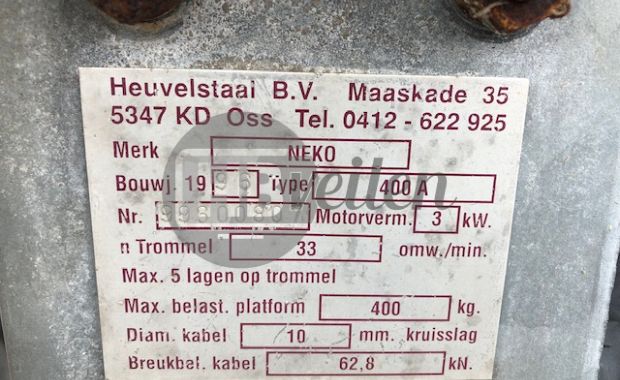 Heuvelstaal B.V. Maaskade 35
5347 KD Oss Tel. 0412 - 622 925
Merk NEKO
Bouwj. 19 96 Type 400 A
Nr. Motorverm. 3 kW.
n Trommel 33 omw./min.
Max. 5 lagen op trommel
Max. belast. platform 400 kg.
Diam. kabel 10 mm. kruisslag
Breukbel. kabel 62,8 kN.
veilen